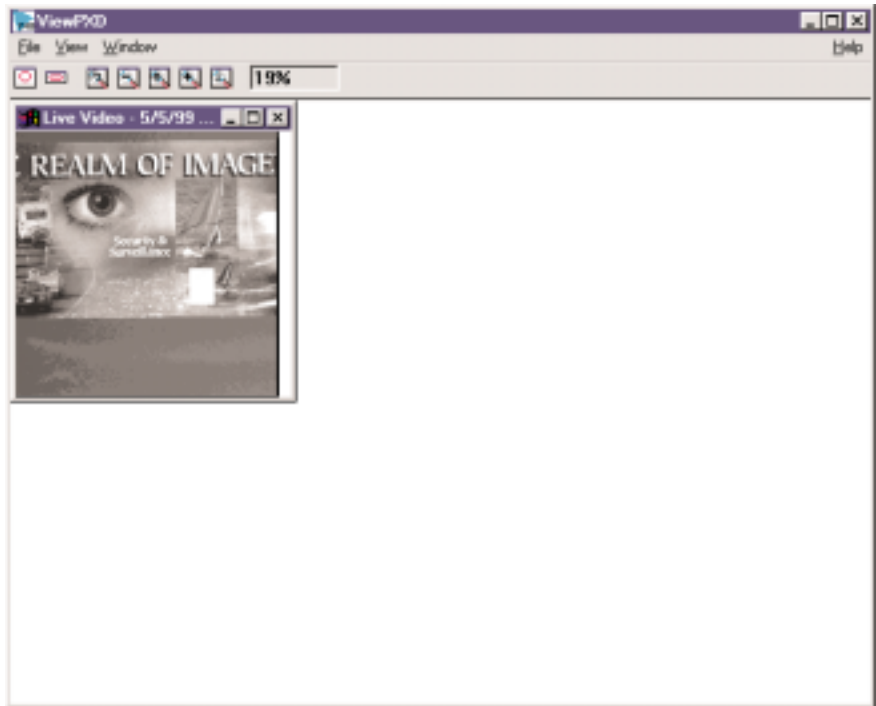 ViewPXD
File View Window Help
19%
Live Video - 5/5/99 ...
REALM OF IMAGE
Security &
Surveillance